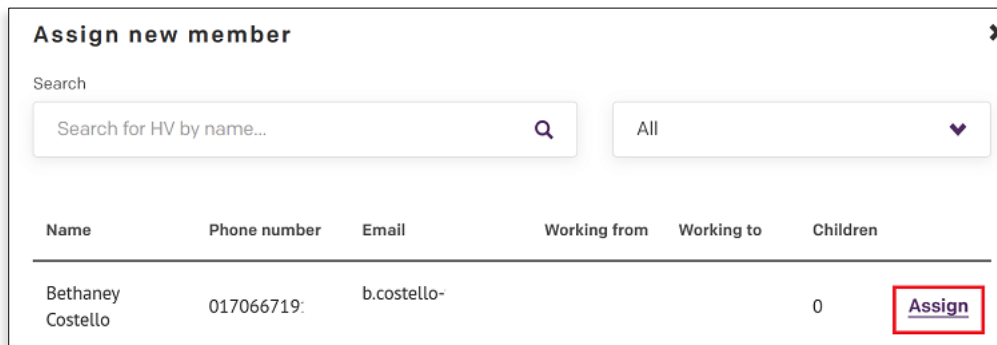 Assign new member
Search
Search for HV by name...
All
Name Phone number Email Working from Working to Children
Bethaney 017066719: b.costello- 0 Assign
Costello